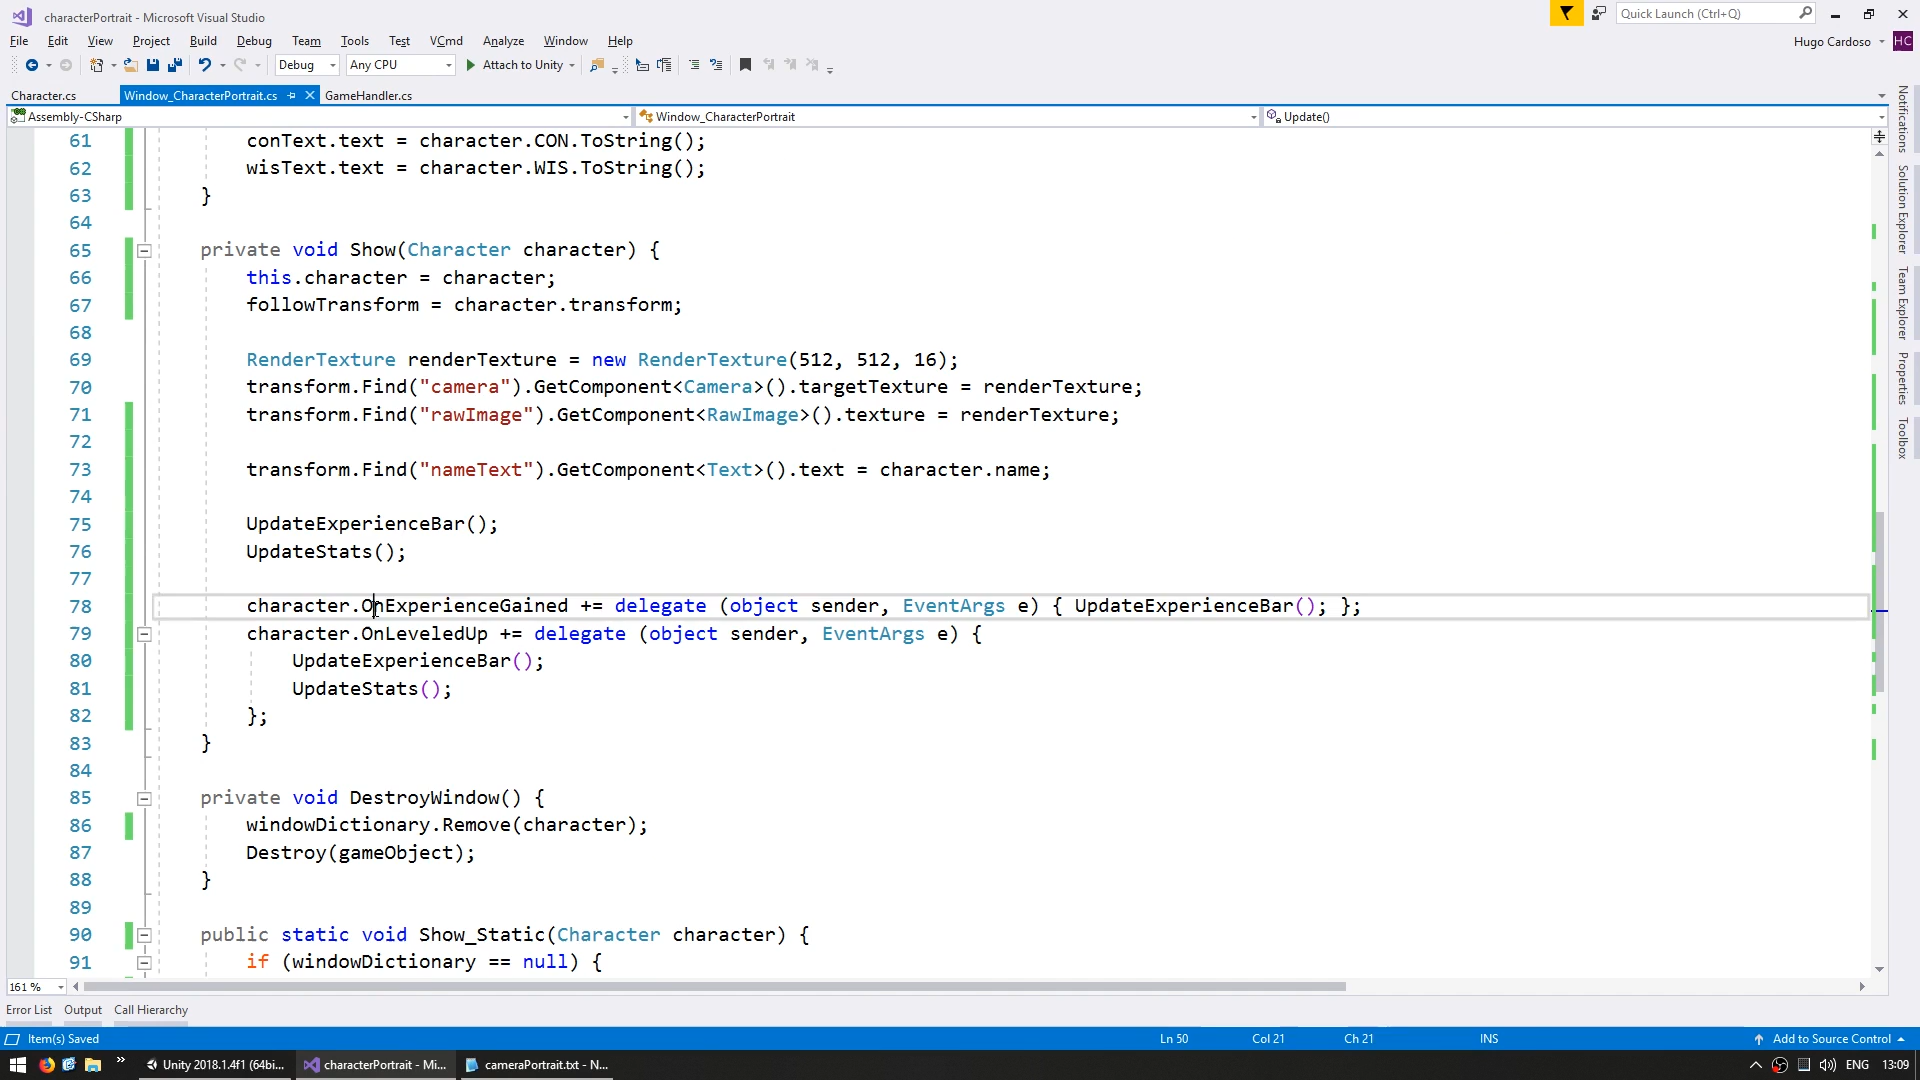 characterPortrait - Microsoft Visual Studio
Quick Launch (Ctrl+Q)
File Edit View Project Build Debug Team Tools Test VCmd Analyze Window Help
Hugo Cardoso HC
Debug Any CPU Attach to Unity
Character.cs Window_CharacterPortrait.cs GameHandler.cs
Assembly-CSharp Window_CharacterPortrait Update()
61 conText.text = character.CON.ToString();
62 wisText.text = character.WIS.ToString();
63 }
64
65 private void Show(Character character) {
66 this.character = character;
67 followTransform = character.transform;
68
69 RenderTexture renderTexture = new RenderTexture(512, 512, 16);
70 transform.Find("camera").GetComponent<Camera>().targetTexture = renderTexture;
71 transform.Find("rawImage").GetComponent<RawImage>().texture = renderTexture;
72
73 transform.Find("nameText").GetComponent<Text>().text = character.name;
74
75 UpdateExperienceBar();
76 UpdateStats();
77
78 character.OnExperienceGained += delegate (object sender, EventArgs e) { UpdateExperienceBar(); };
79 character.OnLeveledUp += delegate (object sender, EventArgs e) {
80 UpdateExperienceBar();
81 UpdateStats();
82 };
83 }
84
85 private void DestroyWindow() {
86 windowDictionary.Remove(character);
87 Destroy(gameObject);
88 }
89
90 public static void Show_Static(Character character) {
91 if (windowDictionary == null) {
Notifications
Solution Explorer
Team Explorer
Properties
Toolbox
161 %
Error List Output Call Hierarchy
Item(s) Saved Ln 50 Col 21 Ch 21 INS Add to Source Control
Unity 2018.1.4f1 (64bi... characterPortrait - Mi... cameraPortrait.txt - N... ENG 13:09